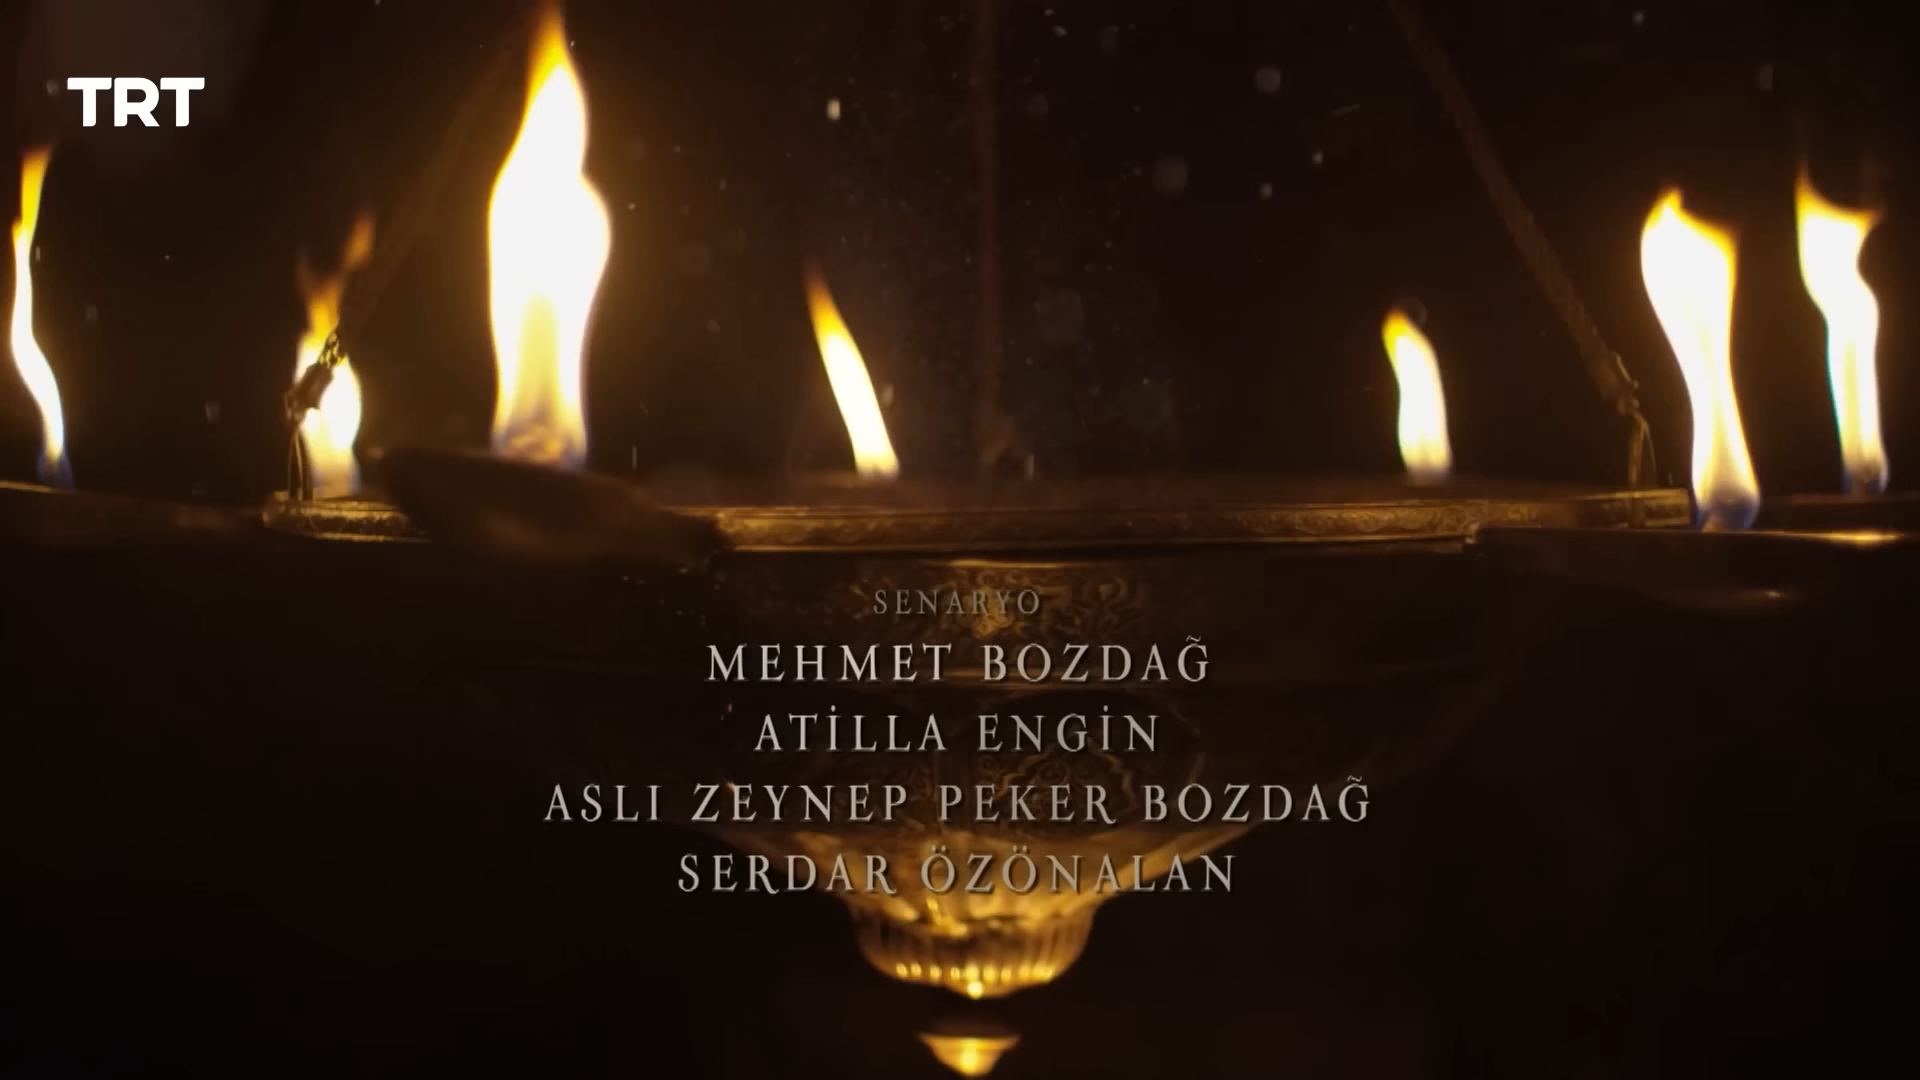 TRT
SENARYO
MEHMET BOZDAĞ
ATİLLA ENGİN
ASLI ZEYNEP PEKER BOZDAĞ
SERDAR ÖZÖNALAN